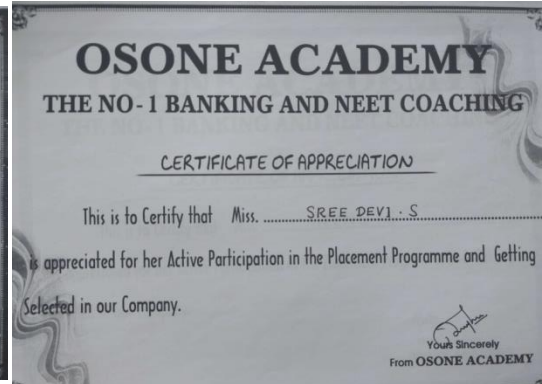 OSONE ACADEMY
THE NO-1 BANKING AND NEET COACHING
CERTIFICATE OF APPRECIATION
This is to Certify that Miss. SREE DEVI . S
is appreciated for her Active Participation in the Placement Programme and Getting
Selected in our Company.
Yours Sincerely
From OSONE ACADEMY